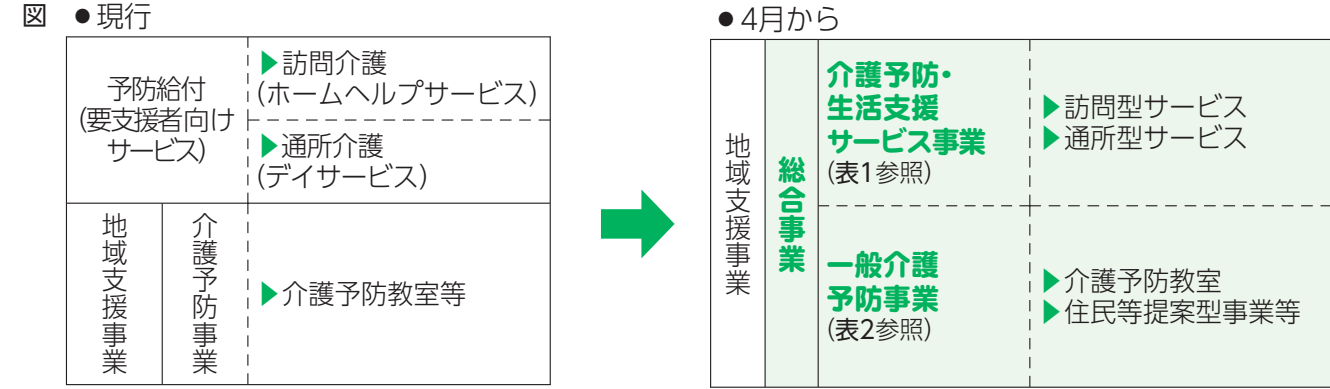 図 ●現行
予防給付
(要支援者向け
サービス)
▶訪問介護
(ホームヘルプサービス)
▶通所介護
(デイサービス)
地域支援事業
介護予防事業
▶介護予防教室等
●4月から
地域支援事業
総合事業
介護予防・
生活支援
サービス事業
(表1参照)
▶訪問型サービス
▶通所型サービス
一般介護
予防事業
(表2参照)
▶介護予防教室
▶住民等提案型事業等